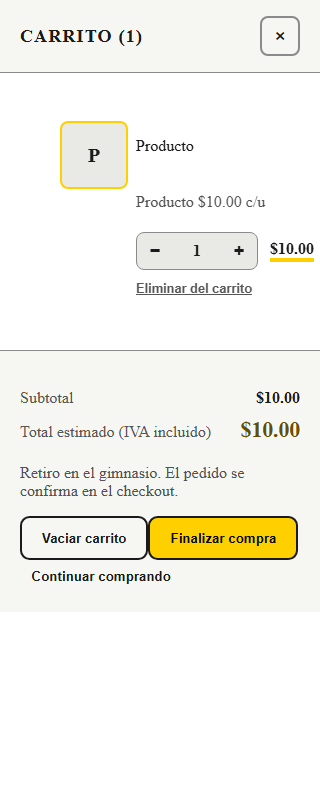 CARRITO (1)
×
P
Producto
Producto $10.00 c/u
− 1 + $10.00
Eliminar del carrito
Subtotal $10.00
Total estimado (IVA incluido) $10.00
Retiro en el gimnasio. El pedido se
confirma en el checkout.
Vaciar carrito Finalizar compra
Continuar comprando